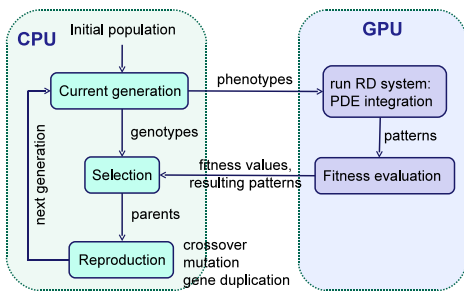 CPU
GPU
Initial population
Current generation
phenotypes
run RD system:
PDE integration
genotypes
patterns
next generation
fitness values,
resulting patterns
Selection
Fitness evaluation
parents
Reproduction
crossover
mutation
gene duplication